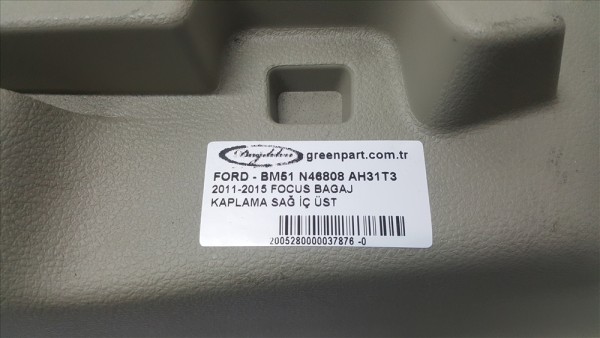 greenpart.com.tr
FORD - BM51 N46808 AH31T3
2011-2015 FOCUS BAGAJ
KAPLAMA SAĞ İÇ ÜST
2005280000037876 -0